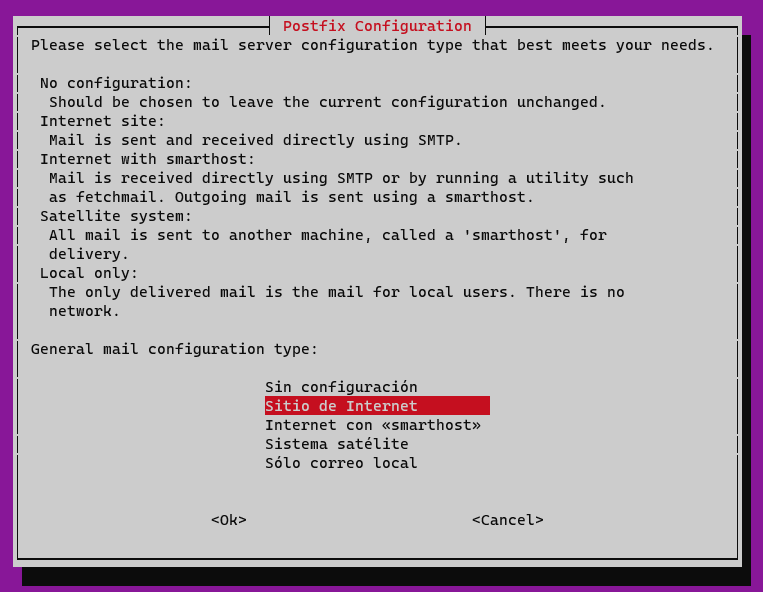 Postfix Configuration
Please select the mail server configuration type that best meets your needs.
No configuration:
Should be chosen to leave the current configuration unchanged.
Internet site:
Mail is sent and received directly using SMTP.
Internet with smarthost:
Mail is received directly using SMTP or by running a utility such
as fetchmail. Outgoing mail is sent using a smarthost.
Satellite system:
All mail is sent to another machine, called a 'smarthost', for
delivery.
Local only:
The only delivered mail is the mail for local users. There is no
network.
General mail configuration type:
Sin configuración
Sitio de Internet
Internet con «smarthost»
Sistema satélite
Sólo correo local
<Ok> <Cancel>